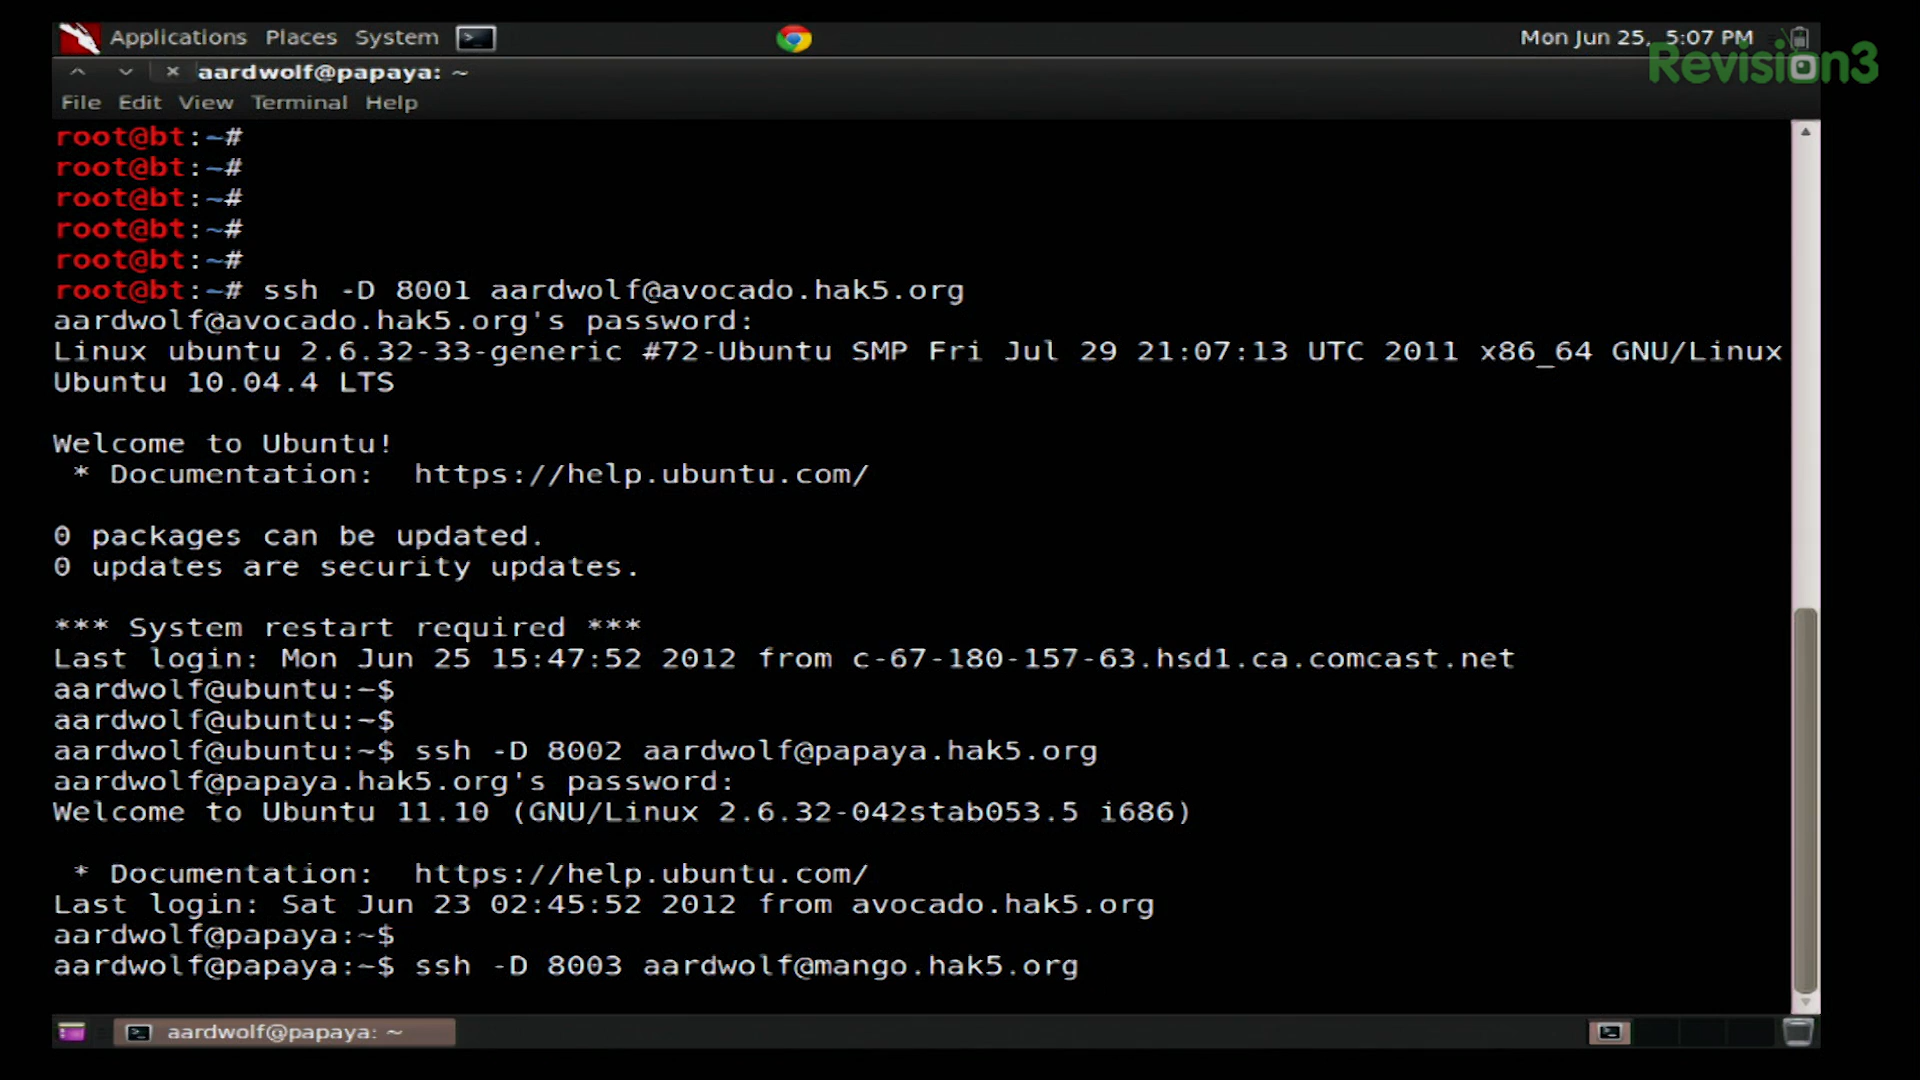 Applications Places System
Mon Jun 25, 5:07 PM
Revision3
aardwolf@papaya: ~
File Edit View Terminal Help
root@bt:~#
root@bt:~#
root@bt:~#
root@bt:~#
root@bt:~#
root@bt:~# ssh -D 8001 aardwolf@avocado.hak5.org
aardwolf@avocado.hak5.org's password:
Linux ubuntu 2.6.32-33-generic #72-Ubuntu SMP Fri Jul 29 21:07:13 UTC 2011 x86_64 GNU/Linux
Ubuntu 10.04.4 LTS
Welcome to Ubuntu!
* Documentation:  https://help.ubuntu.com/
0 packages can be updated.
0 updates are security updates.
*** System restart required ***
Last login: Mon Jun 25 15:47:52 2012 from c-67-180-157-63.hsd1.ca.comcast.net
aardwolf@ubuntu:~$
aardwolf@ubuntu:~$
aardwolf@ubuntu:~$ ssh -D 8002 aardwolf@papaya.hak5.org
aardwolf@papaya.hak5.org's password:
Welcome to Ubuntu 11.10 (GNU/Linux 2.6.32-042stab053.5 i686)
* Documentation:  https://help.ubuntu.com/
Last login: Sat Jun 23 02:45:52 2012 from avocado.hak5.org
aardwolf@papaya:~$
aardwolf@papaya:~$ ssh -D 8003 aardwolf@mango.hak5.org
aardwolf@papaya: ~